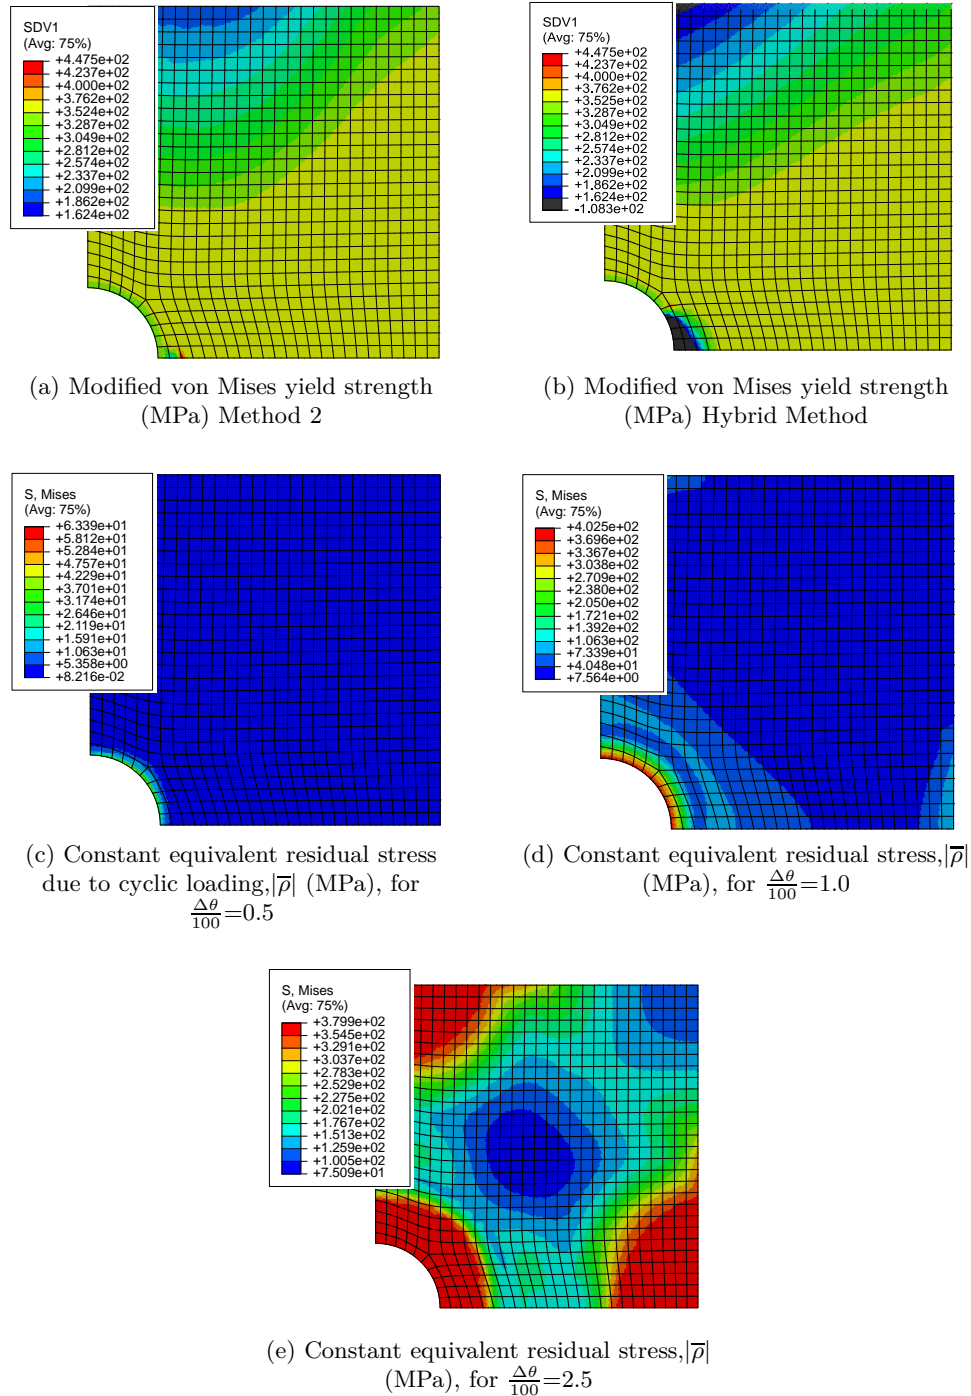 SDV1
(Avg: 75%)
+4.475e+02
+4.237e+02
+4.000e+02
+3.762e+02
+3.524e+02
+3.287e+02
+3.049e+02
+2.812e+02
+2.574e+02
+2.337e+02
+2.099e+02
+1.862e+02
+1.624e+02
(a) Modified von Mises yield strength
(MPa) Method 2
SDV1
(Avg: 75%)
+4.475e+02
+4.237e+02
+4.000e+02
+3.762e+02
+3.525e+02
+3.287e+02
+3.049e+02
+2.812e+02
+2.574e+02
+2.337e+02
+2.099e+02
+1.862e+02
+1.624e+02
-1.083e+02
(b) Modified von Mises yield strength
(MPa) Hybrid Method
S, Mises
(Avg: 75%)
+6.339e+01
+5.812e+01
+5.284e+01
+4.757e+01
+4.229e+01
+3.701e+01
+3.174e+01
+2.646e+01
+2.119e+01
+1.591e+01
+1.063e+01
+5.358e+00
+8.216e-02
(c) Constant equivalent residual stress
due to cyclic loading,|ρ̅| (MPa), for
Δθ/100=0.5
S, Mises
(Avg: 75%)
+4.025e+02
+3.696e+02
+3.367e+02
+3.038e+02
+2.709e+02
+2.380e+02
+2.050e+02
+1.721e+02
+1.392e+02
+1.063e+02
+7.339e+01
+4.048e+01
+7.564e+00
(d) Constant equivalent residual stress,|ρ̅|
(MPa), for Δθ/100=1.0
S, Mises
(Avg: 75%)
+3.799e+02
+3.545e+02
+3.291e+02
+3.037e+02
+2.783e+02
+2.529e+02
+2.275e+02
+2.021e+02
+1.767e+02
+1.513e+02
+1.259e+02
+1.005e+02
+7.509e+01
(e) Constant equivalent residual stress,|ρ̅|
(MPa), for Δθ/100=2.5